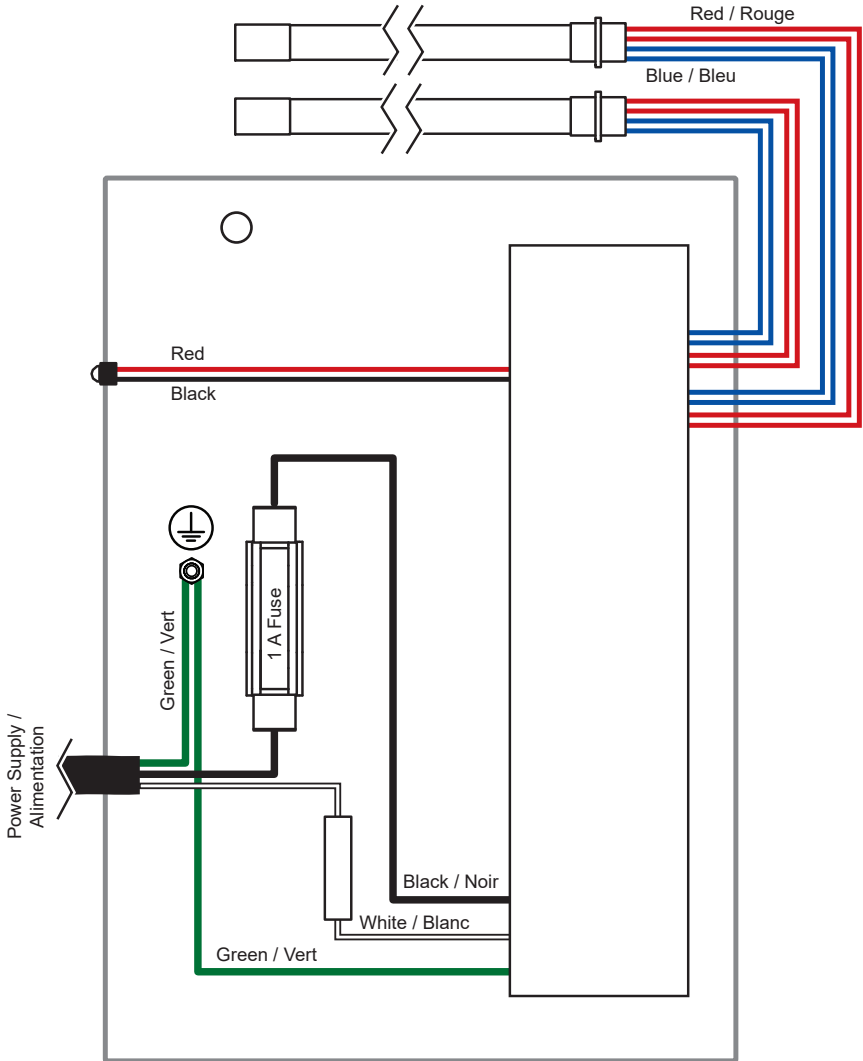 Red / Rouge
Blue / Bleu
Red
Black
1 A Fuse
Green / Vert
Power Supply /
Alimentation
Black / Noir
White / Blanc
Green / Vert